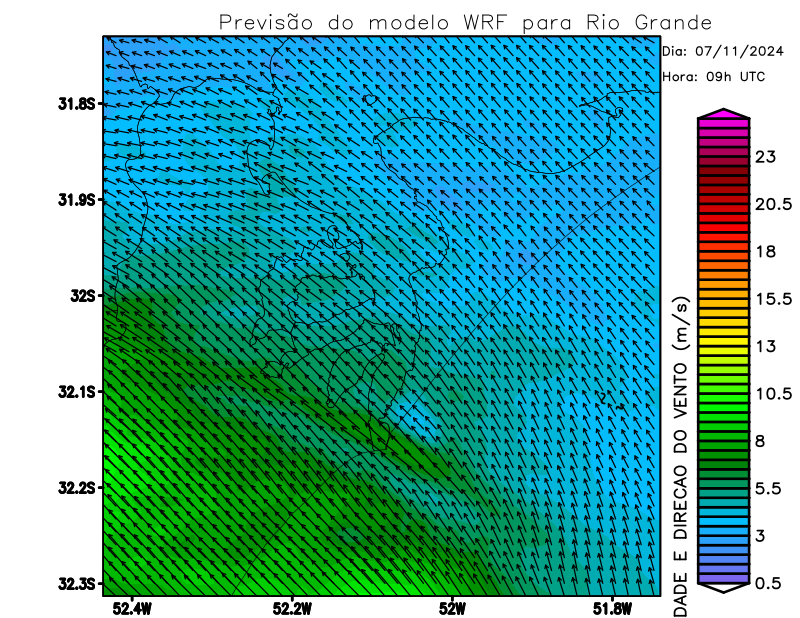 Previsão do modelo WRF para Rio Grande
Dia: 07/11/2024
Hora: 09h UTC
31.8S
31.9S
32S
32.1S
32.2S
32.3S
52.4W
52.2W
52W
51.8W
23
20.5
18
15.5
13
10.5
8
5.5
3
0.5
DADE E DIRECAO DO VENTO (m/s)